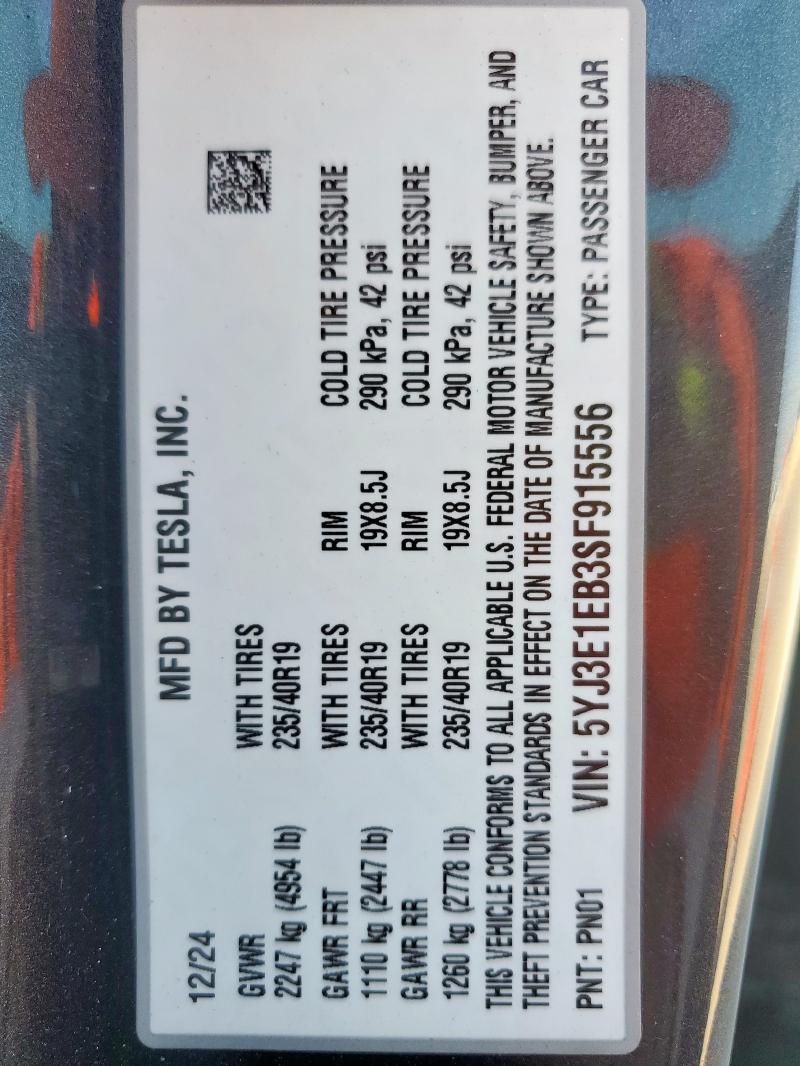 MFD BY TESLA, INC.
12/24
GVWR WITH TIRES
2247 kg (4954 lb) 235/40R19
GAWR FRT WITH TIRES RIM COLD TIRE PRESSURE
1110 kg (2447 lb) 235/40R19 19X8.5J 290 kPa, 42 psi
GAWR RR WITH TIRES RIM COLD TIRE PRESSURE
1260 kg (2778 lb) 235/40R19 19X8.5J 290 kPa, 42 psi
THIS VEHICLE CONFORMS TO ALL APPLICABLE U.S. FEDERAL MOTOR VEHICLE SAFETY, BUMPER, AND
THEFT PREVENTION STANDARDS IN EFFECT ON THE DATE OF MANUFACTURE SHOWN ABOVE.
PNT: PN01 VIN: 5YJ3E1EB3SF915556 TYPE: PASSENGER CAR